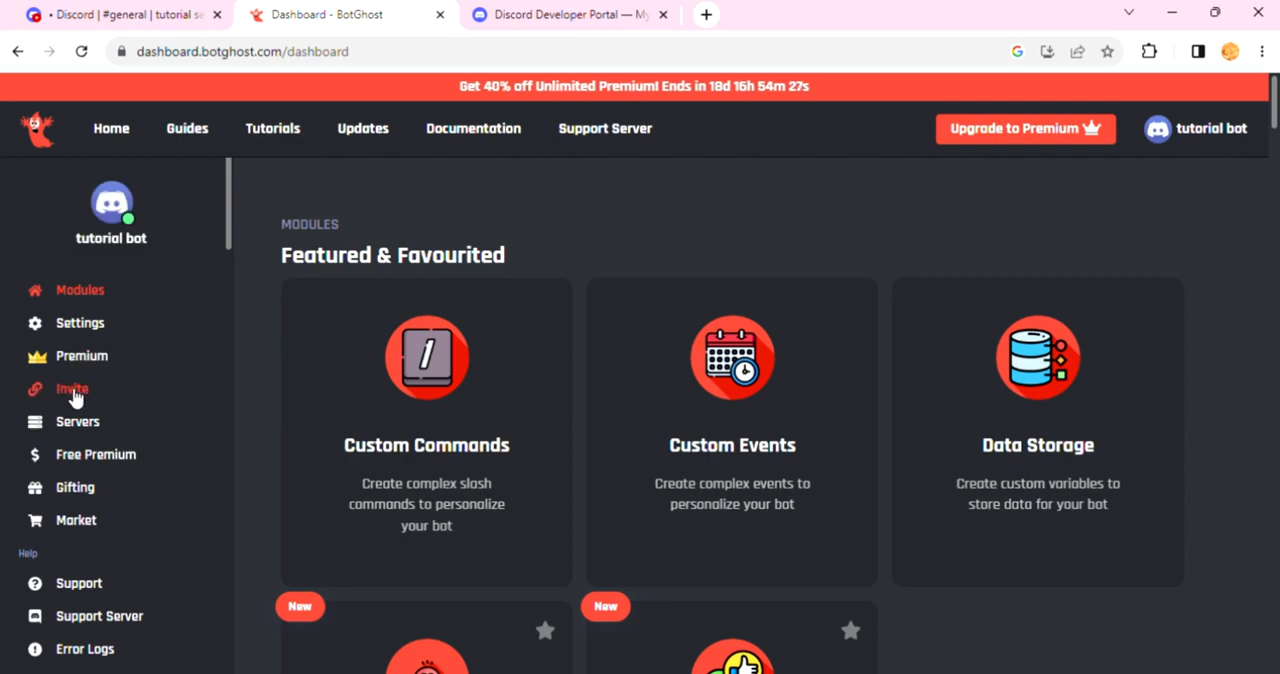 • Discord | #general | tutorial se
Dashboard - BotGhost
Discord Developer Portal — My
dashboard.botghost.com/dashboard
Get 40% off Unlimited Premium! Ends in 18d 16h 54m 27s
Home
Guides
Tutorials
Updates
Documentation
Support Server
Upgrade to Premium
tutorial bot
tutorial bot
Modules
Settings
Premium
Invite
Servers
Free Premium
Gifting
Market
Help
Support
Support Server
Error Logs
MODULES
Featured & Favourited
Custom Commands
Create complex slash
commands to personalize
your bot
Custom Events
Create complex events to
personalize your bot
Data Storage
Create custom variables to
store data for your bot
New
New